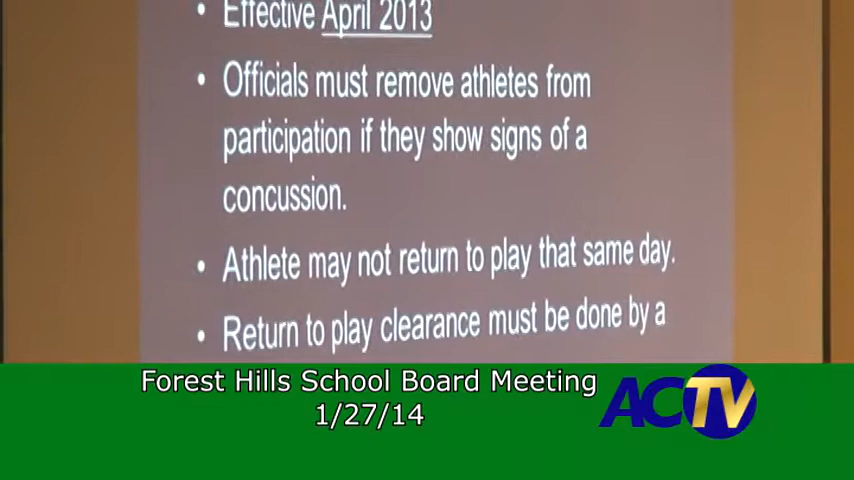 • Effective April 2013
• Officials must remove athletes from
participation if they show signs of a
concussion.
• Athlete may not return to play that same day.
• Return to play clearance must be done by a
Forest Hills School Board Meeting
1/27/14
ACTV